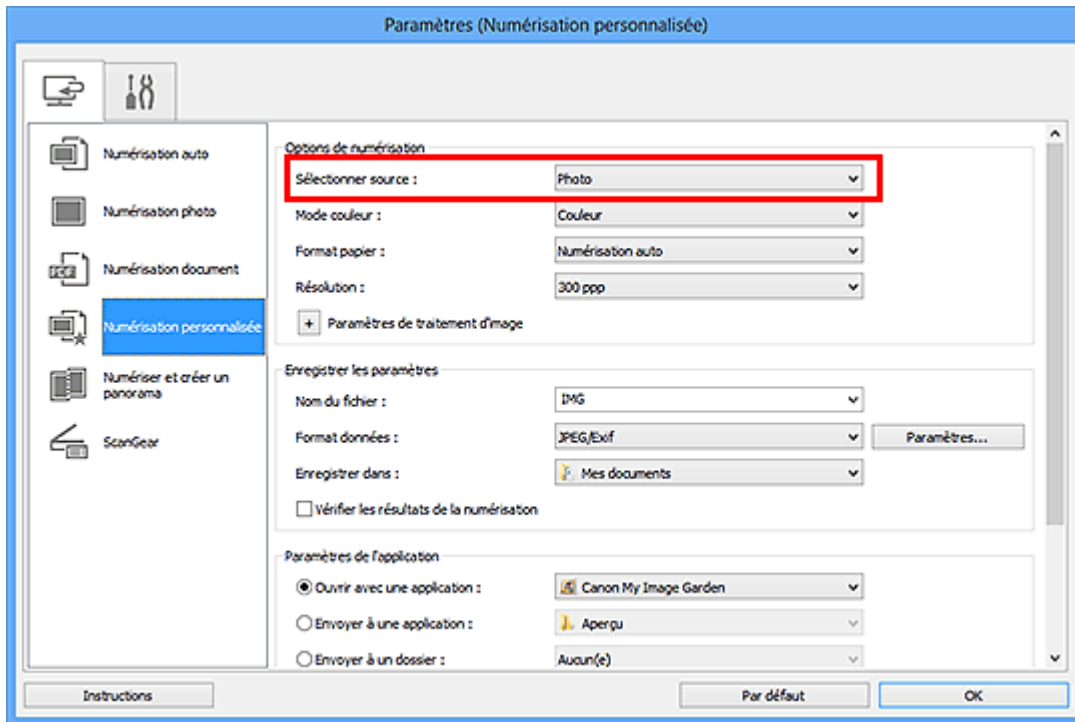 Paramètres (Numérisation personnalisée)
Numérisation auto
Numérisation photo
Numérisation document
Numérisation personnalisée
Numériser et créer un
panorama
ScanGear
Options de numérisation
Sélectionner source : Photo
Mode couleur : Couleur
Format papier : Numérisation auto
Résolution : 300 ppp
+ Paramètres de traitement d'image
Enregistrer les paramètres
Nom du fichier : IMG
Format données : JPEG/Exif Paramètres...
Enregistrer dans : Mes documents
Vérifier les résultats de la numérisation
Paramètres de l'application
Ouvrir avec une application : Canon My Image Garden
Envoyer à une application : Aperçu
Envoyer à un dossier : Aucun(e)
Instructions Par défaut OK